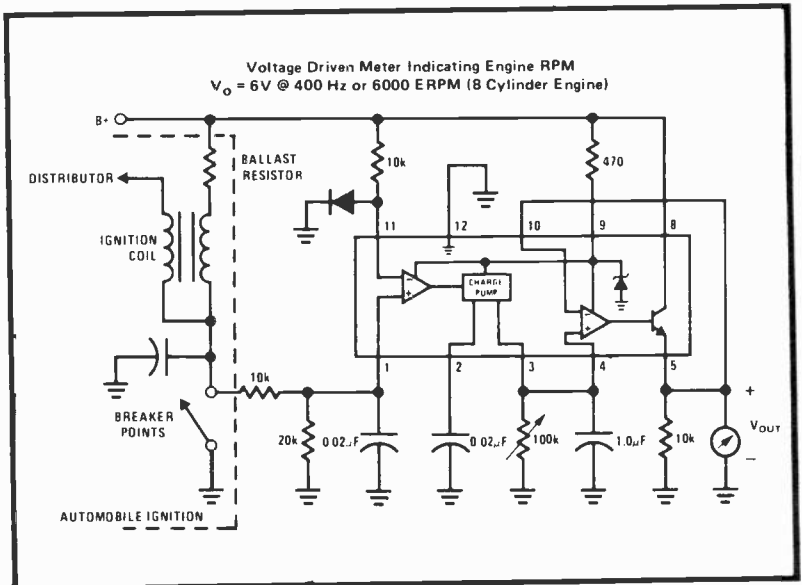 Voltage Driven Meter Indicating Engine RPM
Vo = 6V @ 400 Hz or 6000 ERPM (8 Cylinder Engine)
B+
BALLAST
RESISTOR
10k
470
DISTRIBUTOR
11
12
10
9
8
IGNITION
COIL
CHARGE
PUMP
1
2
3
4
5
10k
+
BREAKER
POINTS
20k
0.02μF
0.02μF
100k
1.0μF
10k
VOUT
−
AUTOMOBILE IGNITION
− + − +